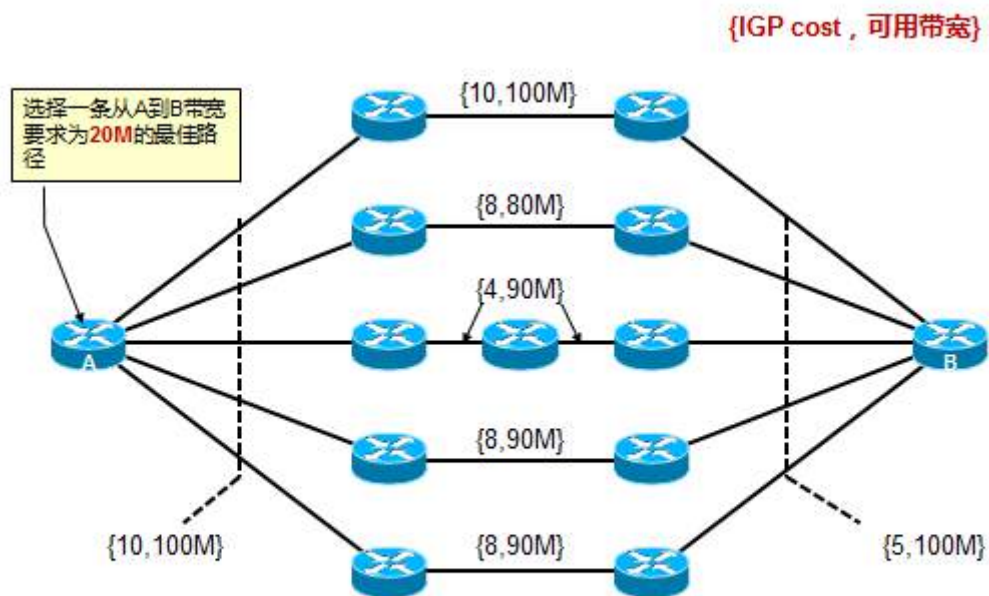 {IGP cost，可用带宽}
选择一条从A到B带宽
要求为20M的最佳路
径
{10,100M}
{8,80M}
{4,90M}
A
B
{8,90M}
{10,100M}
{8,90M}
{5,100M}